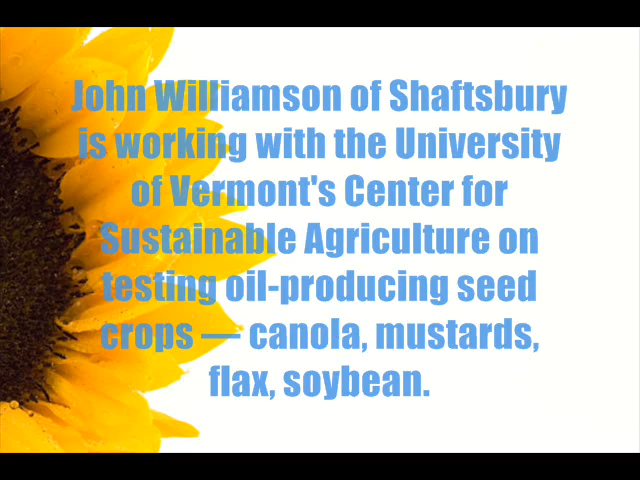 John Williamson of Shaftsbury
is working with the University
of Vermont's Center for
Sustainable Agriculture on
testing oil-producing seed
crops — canola, mustards,
flax, soybean.